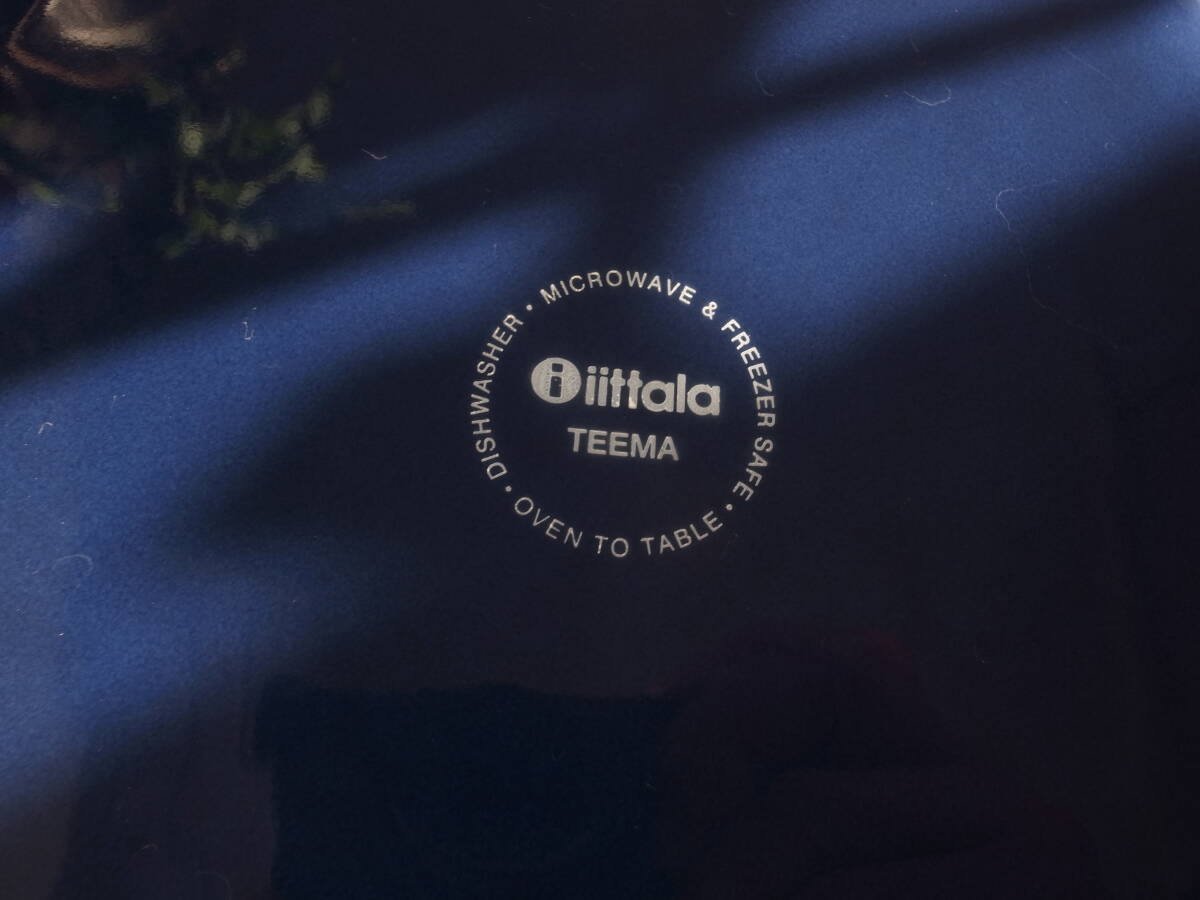 DISHWASHER • MICROWAVE & FREEZER SAFE • OVEN TO TABLE •
i iittala
TEEMA